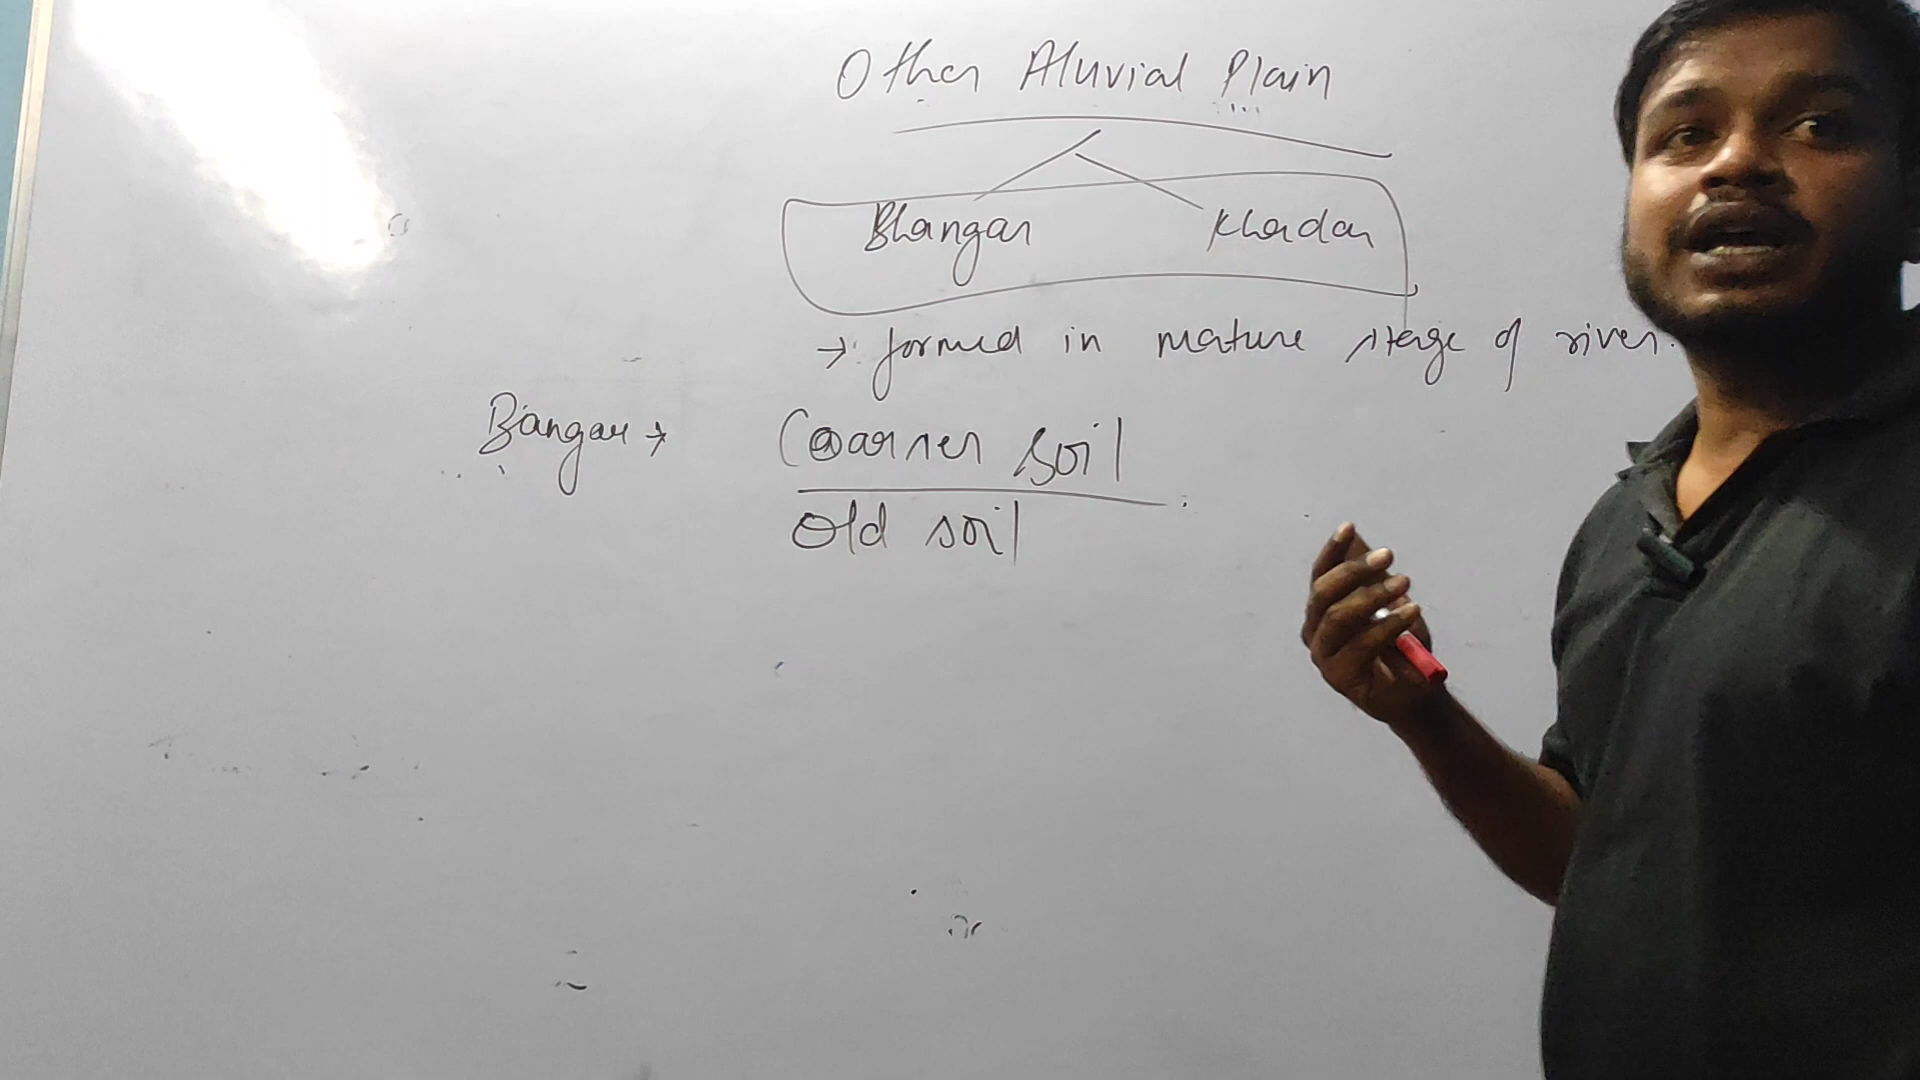 Other Aluvial Plain
Bhangar Khadar
→ formed in mature stage of river.
Bangar → Coarser soil
Old soil